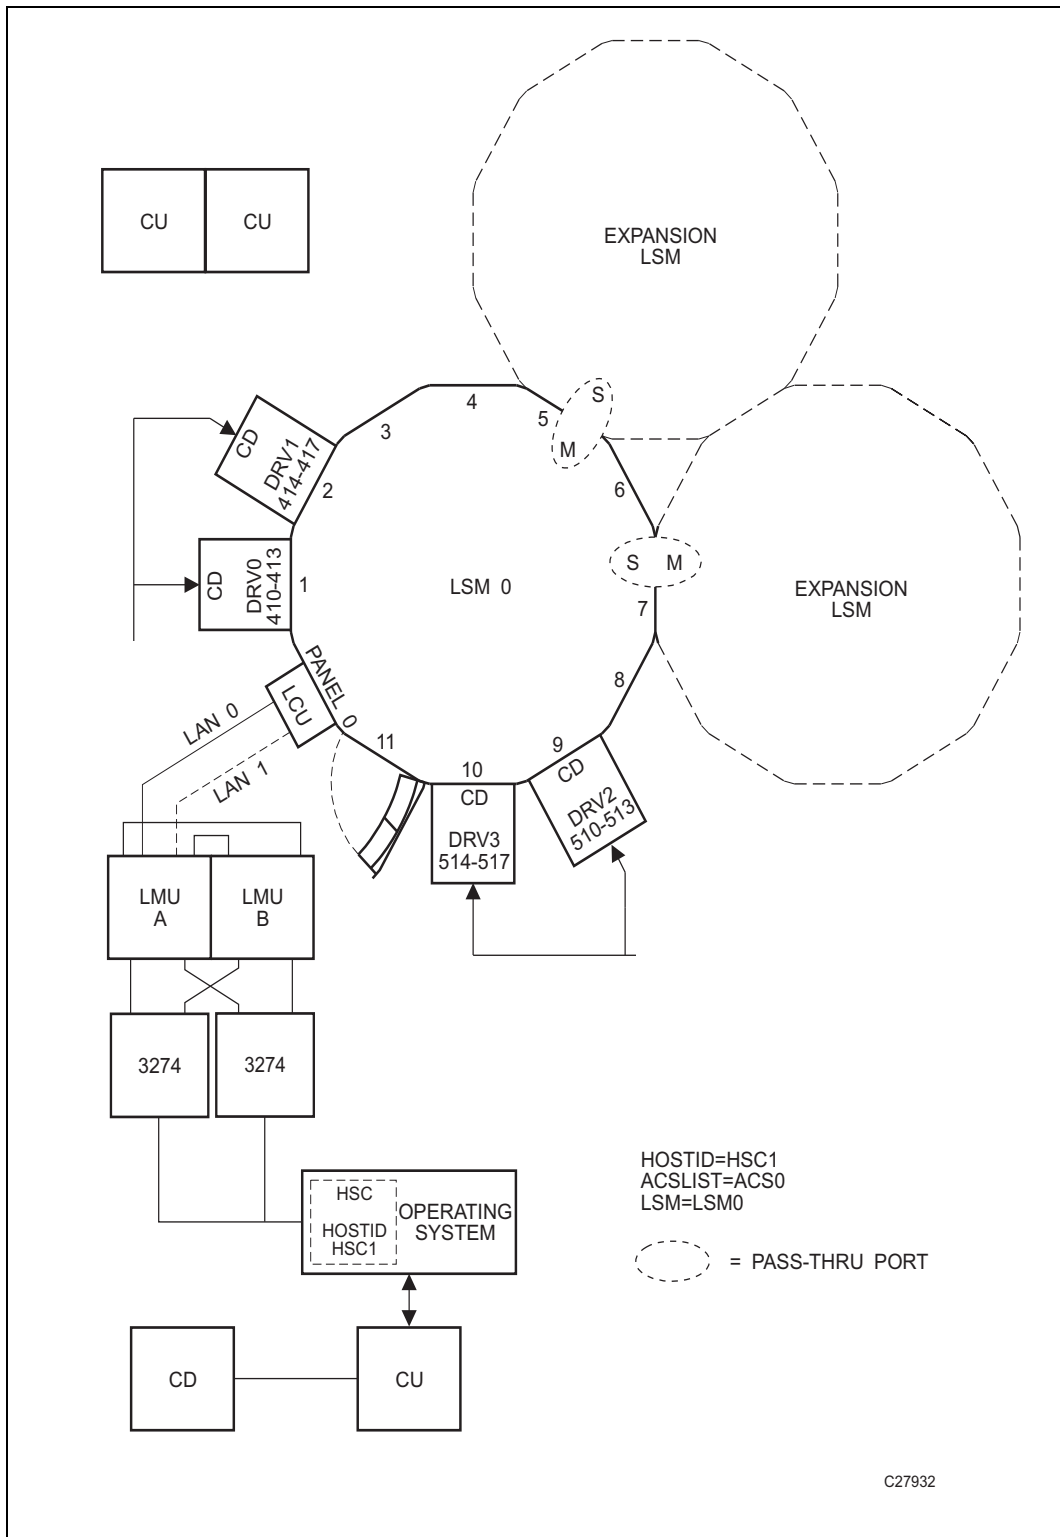 EXPANSION
LSM
CU
CU
4
3
5
S
M
CD
DRV1
414-417
2
6
CD
DRV0
410-413
1
LSM 0
S M
7
EXPANSION
LSM
PANEL 0
LCU
8
LAN 0
LAN 1
11
10
9
CD
DRV3
514-517
CD
DRV2
510-513
LMU
A
LMU
B
3274
3274
HOSTID=HSC1
ACSLIST=ACS0
LSM=LSM0
HSC
HOSTID
HSC1
OPERATING
SYSTEM
= PASS-THRU PORT
CD
CU
C27932